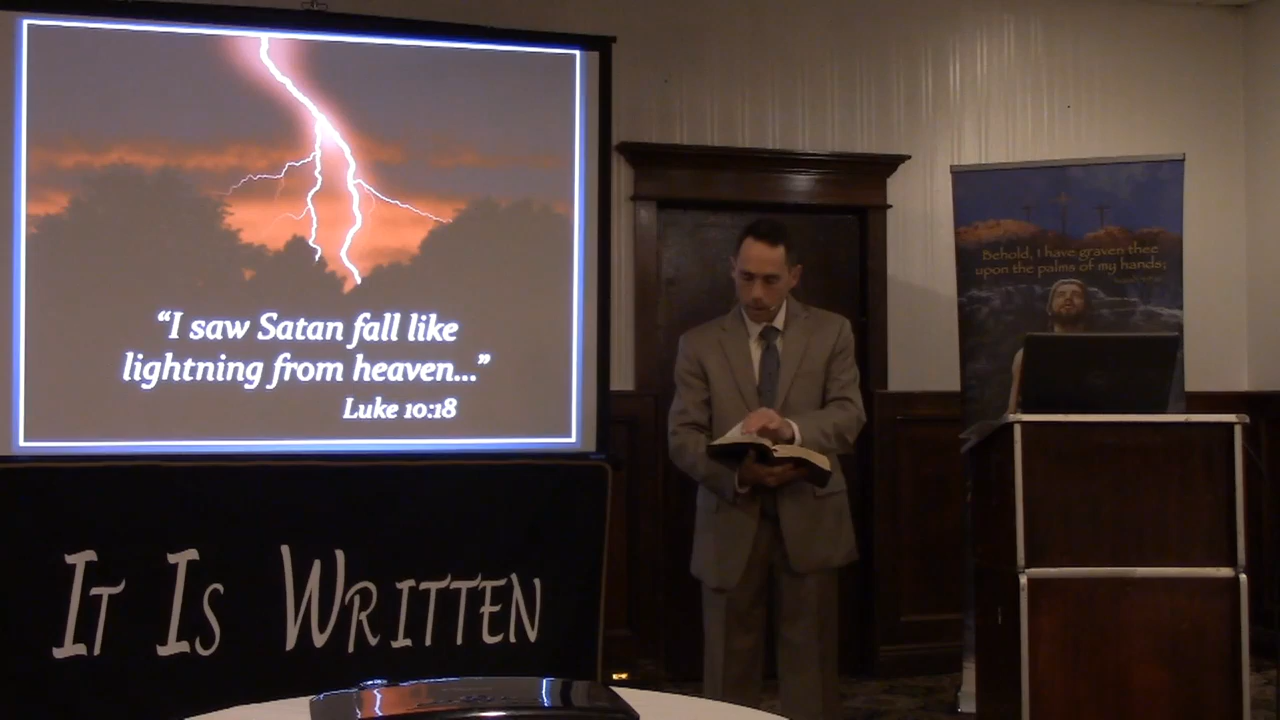 “I saw Satan fall like
lightning from heaven...”
Luke 10:18
It Is Written
Behold, I have graven thee
upon the palms of my hands;